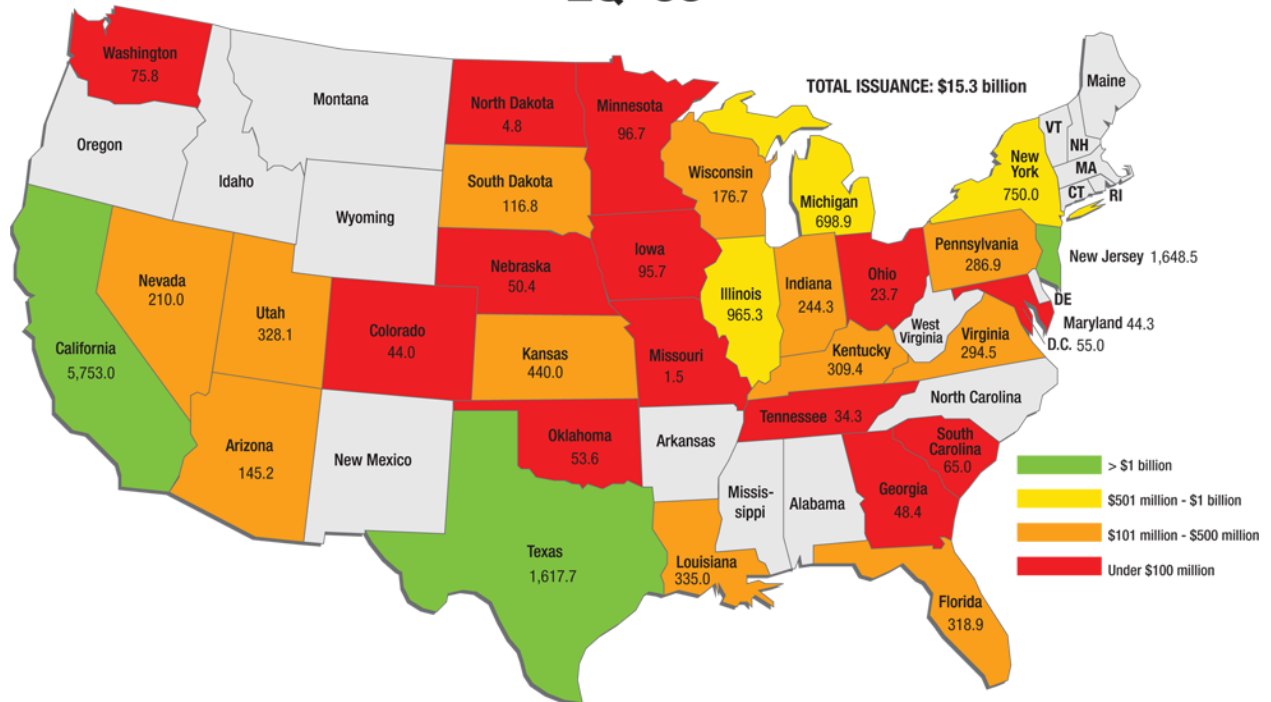 TOTAL ISSUANCE: $15.3 billion
Washington
75.8
Oregon
Montana
Idaho
Wyoming
North Dakota
4.8
South Dakota
116.8
Minnesota
96.7
Wisconsin
176.7
Michigan
698.9
New
York
750.0
Maine
VT
NH
MA
CT
RI
California
5,753.0
Nevada
210.0
Utah
328.1
Colorado
44.0
Nebraska
50.4
Kansas
440.0
Iowa
95.7
Missouri
1.5
Illinois
965.3
Indiana
244.3
Ohio
23.7
Pennsylvania
286.9
New Jersey 1,648.5
DE
Maryland 44.3
D.C. 55.0
West
Virginia
Virginia
294.5
Kentucky
309.4
Tennessee 34.3
North Carolina
South
Carolina
65.0
Georgia
48.4
Arizona
145.2
New Mexico
Oklahoma
53.6
Arkansas
Texas
1,617.7
Louisiana
335.0
Missis-
sippi
Alabama
Florida
318.9
> $1 billion
$501 million - $1 billion
$101 million - $500 million
Under $100 million